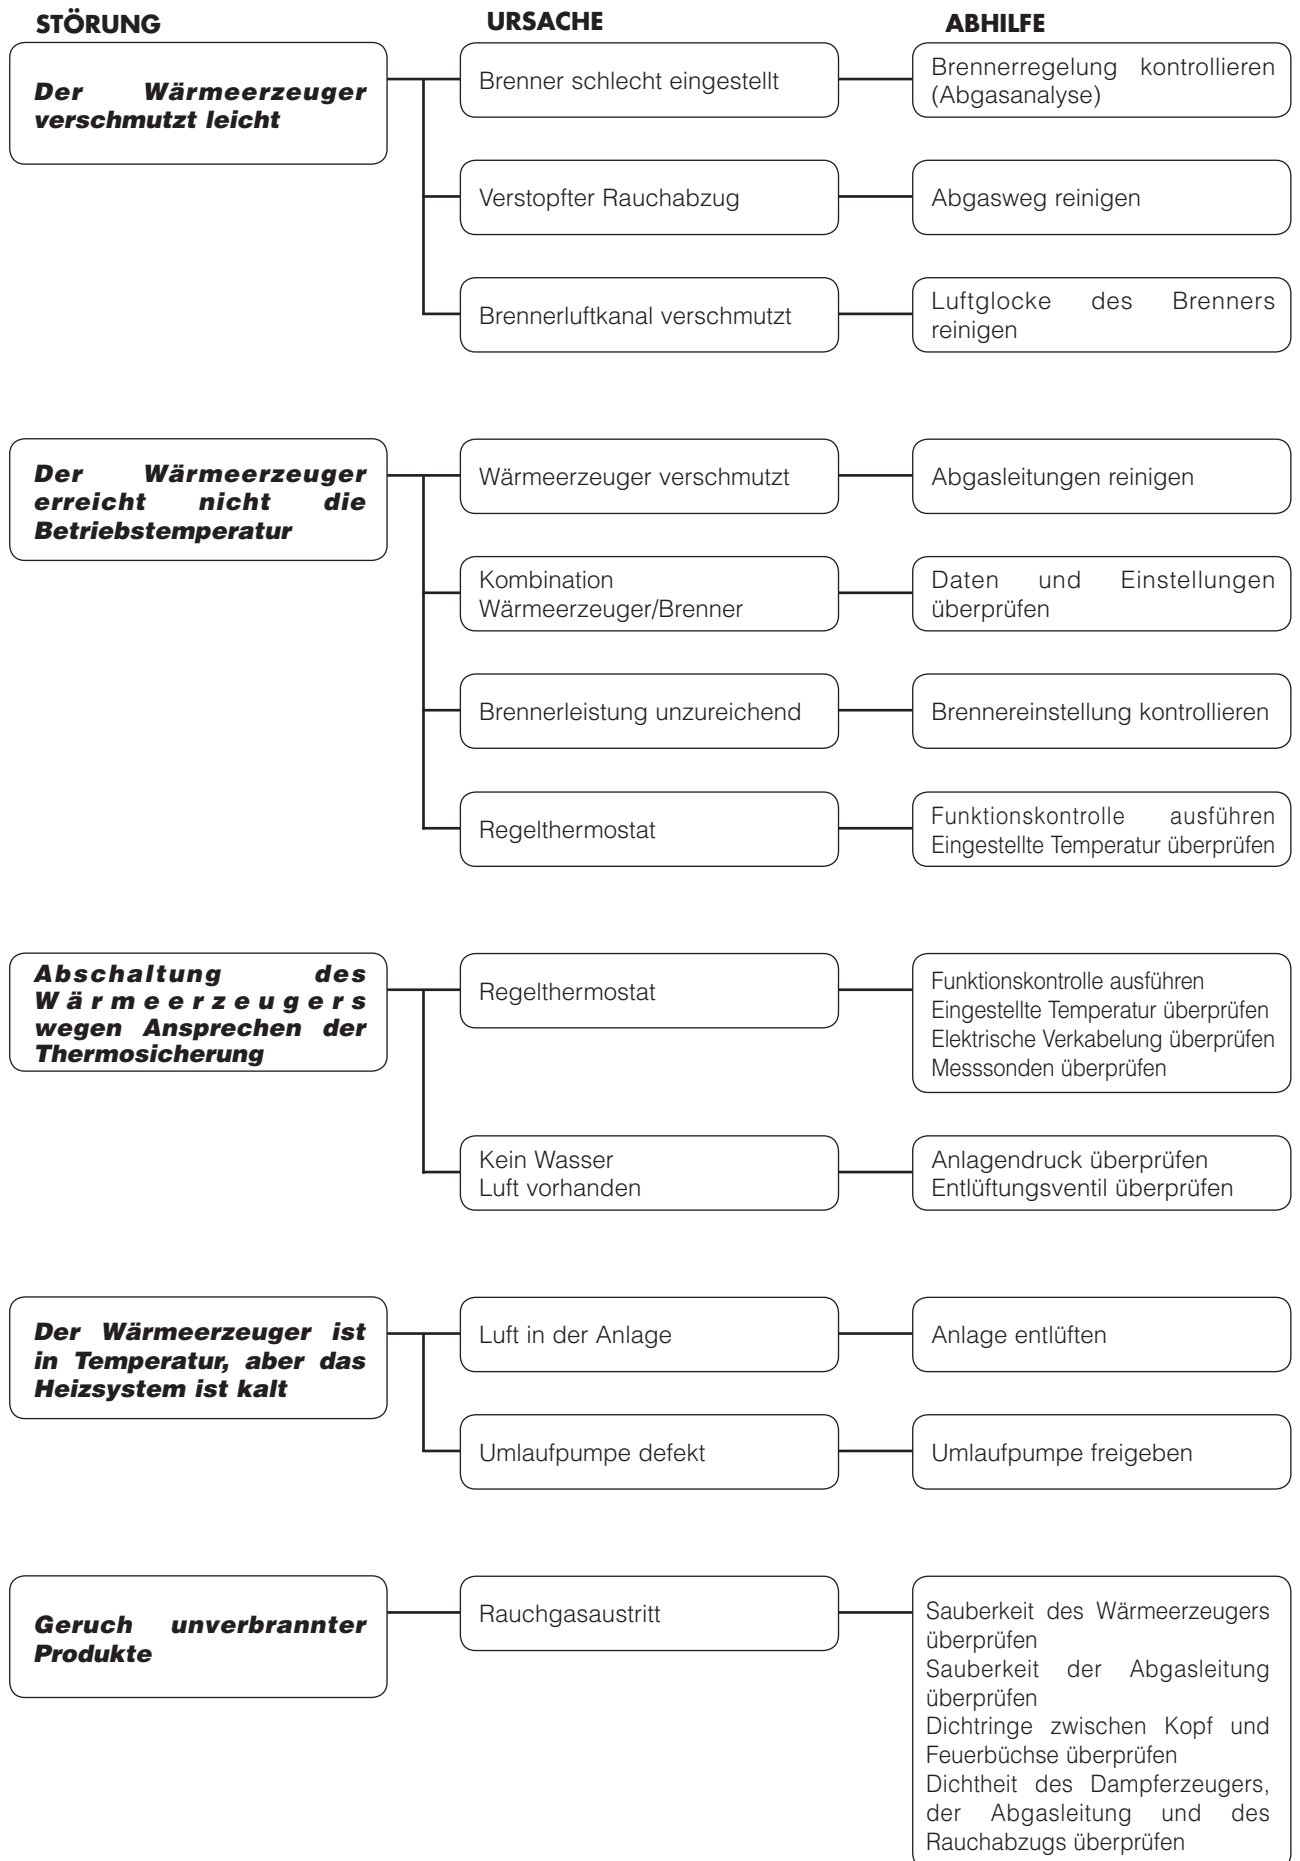 STÖRUNG
URSACHE
ABHILFE
Der Wärmeerzeuger
verschmutzt leicht
Brenner schlecht eingestellt
Brennerregelung kontrollieren
(Abgasanalyse)
Verstopfter Rauchabzug
Abgasweg reinigen
Brennerluftkanal verschmutzt
Luftglocke des Brenners
reinigen
Der Wärmeerzeuger
erreicht nicht die
Betriebstemperatur
Wärmeerzeuger verschmutzt
Abgasleitungen reinigen
Kombination
Wärmeerzeuger/Brenner
Daten und Einstellungen
überprüfen
Brennerleistung unzureichend
Brennereinstellung kontrollieren
Regelthermostat
Funktionskontrolle ausführen
Eingestellte Temperatur überprüfen
Abschaltung des
Wärmeerzeugers
wegen Ansprechen der
Thermosicherung
Regelthermostat
Funktionskontrolle ausführen
Eingestellte Temperatur überprüfen
Elektrische Verkabelung überprüfen
Messsonden überprüfen
Kein Wasser
Luft vorhanden
Anlagendruck überprüfen
Entlüftungsventil überprüfen
Der Wärmeerzeuger ist
in Temperatur, aber das
Heizsystem ist kalt
Luft in der Anlage
Anlage entlüften
Umlaufpumpe defekt
Umlaufpumpe freigeben
Geruch unverbrannter
Produkte
Rauchgasaustritt
Sauberkeit des Wärmeerzeugers
überprüfen
Sauberkeit der Abgasleitung
überprüfen
Dichtringe zwischen Kopf und
Feuerbüchse überprüfen
Dichtheit des Dampferzeugers,
der Abgasleitung und des
Rauchabzugs überprüfen